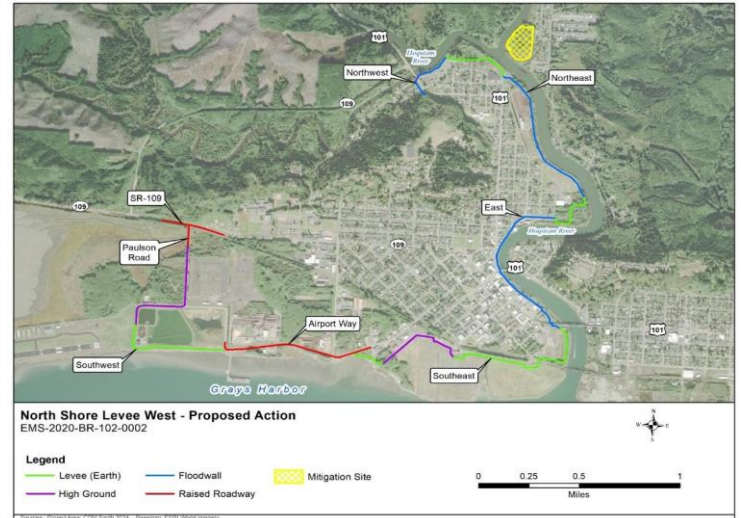 101
Hoquiam
River
Northwest
Northeast
109
101
SR-109
109
East
Paulson
Road
Hoquiam River
109
101
Airport Way
101
Southwest
Southeast
Grays Harbor
North Shore Levee West - Proposed Action
EMS-2020-BR-102-0002
N
W E
S
Legend
Levee (Earth) Floodwall Mitigation Site
High Ground Raised Roadway
0 0.25 0.5 1
Miles